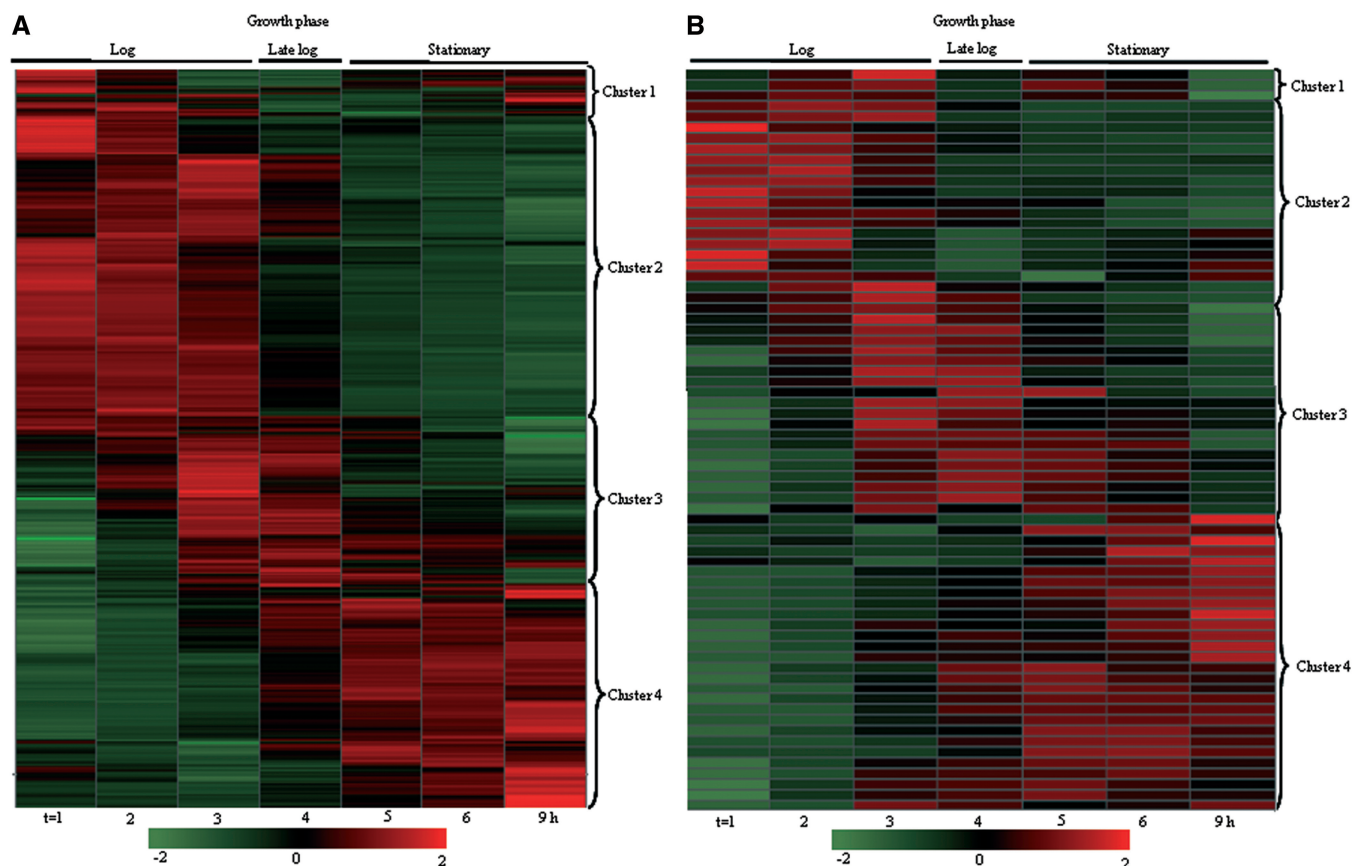 A
Growth phase
Log Late log Stationary
Cluster 1
Cluster 2
Cluster 3
Cluster 4
t=1 2 3 4 5 6 9 h
-2 0 2
B
Growth phase
Log Late log Stationary
Cluster 1
Cluster 2
Cluster 3
Cluster 4
t=1 2 3 4 5 6 9 h
-2 0 2